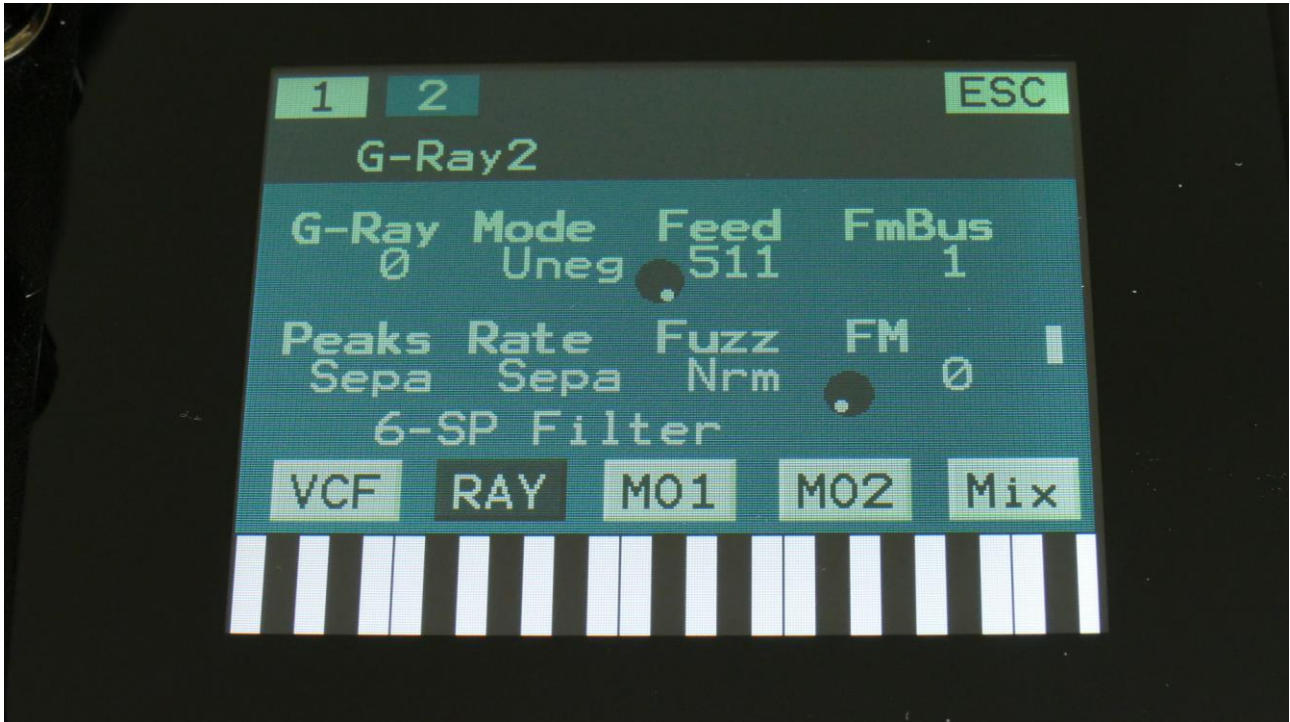 1 2 ESC
G-Ray2
G-Ray Mode Feed FmBus
0 Uneg 511 1
Peaks Rate Fuzz FM
Sepa Sepa Nrm 0
6-SP Filter
VCF RAY MO1 MO2 Mix